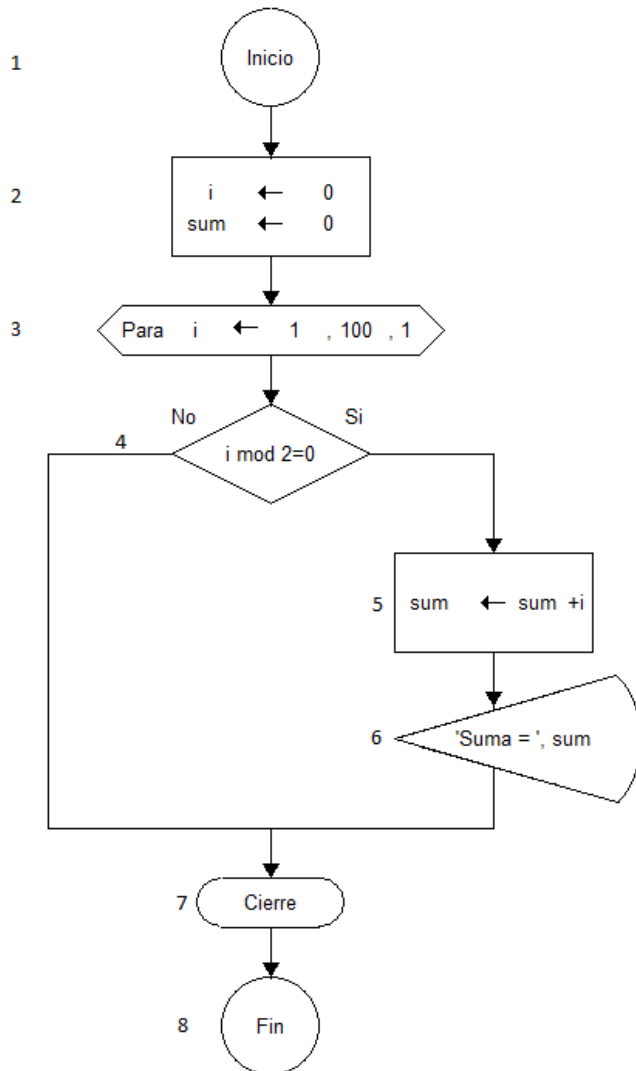 1 Inicio
2 i ← 0
sum ← 0
3 Para i ← 1 , 100 , 1
No Si
4 i mod 2=0
5 sum ← sum +i
6 'Suma = ', sum
7 Cierre
8 Fin